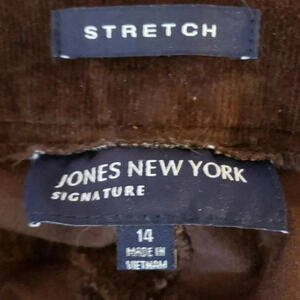 STRETCH
JONES NEW YORK
SIGNATURE
14
MADE IN
VIETNAM